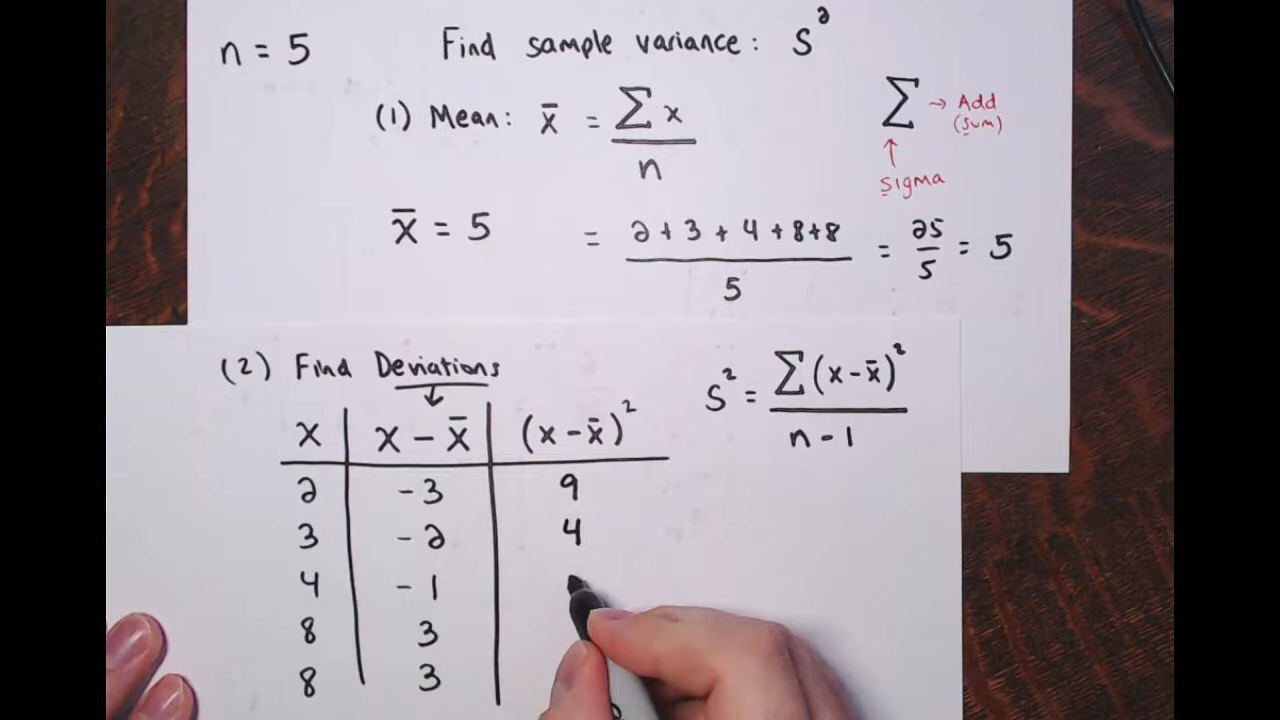 n = 5
Find sample variance: S²
(1) Mean: x̄ = Σx / n
Σ → Add
(sum)
↑
sigma
x̄ = 5
= 2 + 3 + 4 + 8 + 8 / 5 = 25/5 = 5
(2) Find Deviations
S² = Σ(x - x̄)² / n - 1
x | x - x̄ | (x - x̄)²
2 | -3 | 9
3 | -2 | 4
4 | -1 |
8 | 3 |
8 | 3 |